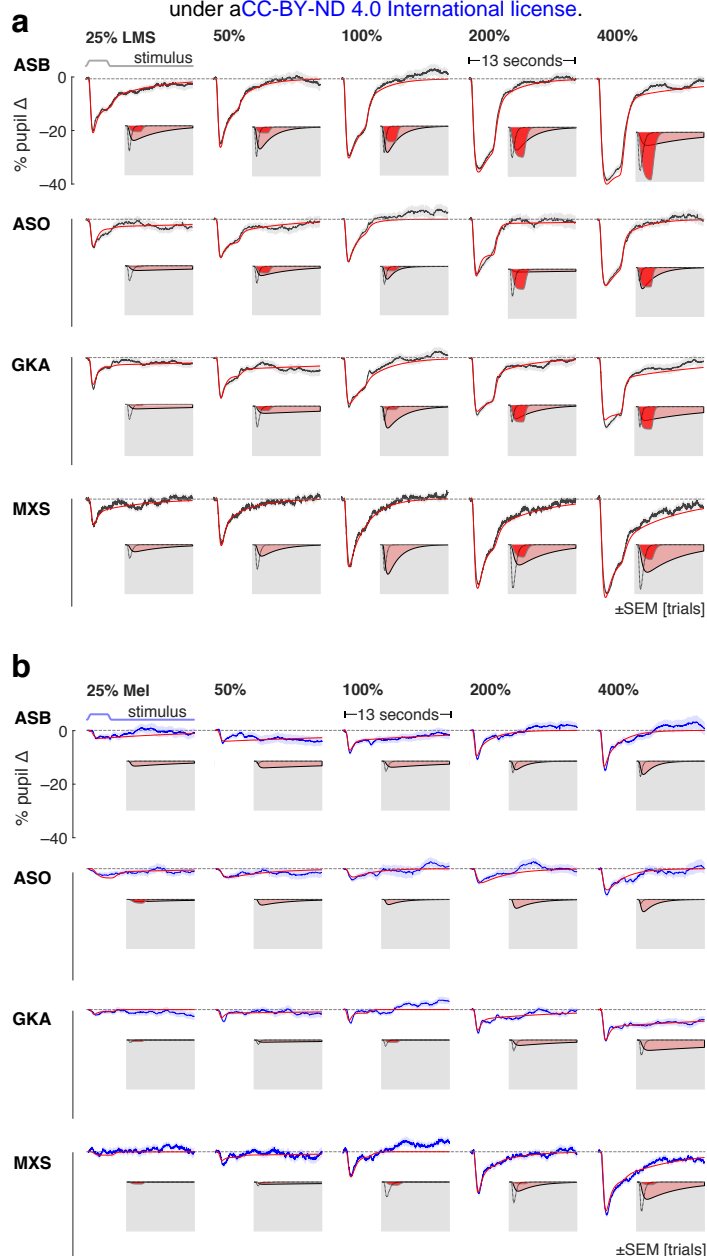 under aCC-BY-ND 4.0 International license.
a
25% LMS 50% 100% 200% 400%
ASB
stimulus
13 seconds
0
−20
−40
% pupil Δ
ASO
GKA
MXS
±SEM [trials]
b
25% Mel 50% 100% 200% 400%
ASB
stimulus
13 seconds
0
−20
−40
% pupil Δ
ASO
GKA
MXS
±SEM [trials]